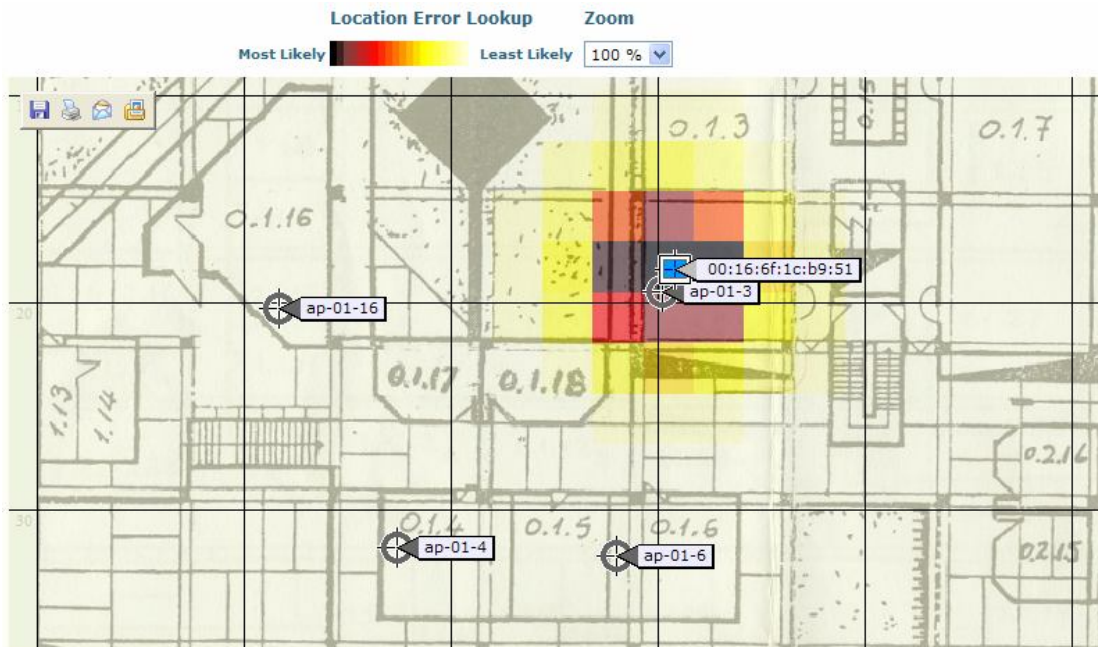 Location Error Lookup Zoom
Most Likely Least Likely 100 %
0.1.3
0.1.5
0.1.7
0.1.16
00:16:6f:1c:b9:51
ap-01-3
ap-01-16
20
0.1.17
0.1.18
1.13
1.14
0.2.16
30
0.1.4
0.1.5
0.1.6
ap-01-4
ap-01-6
0.2.15